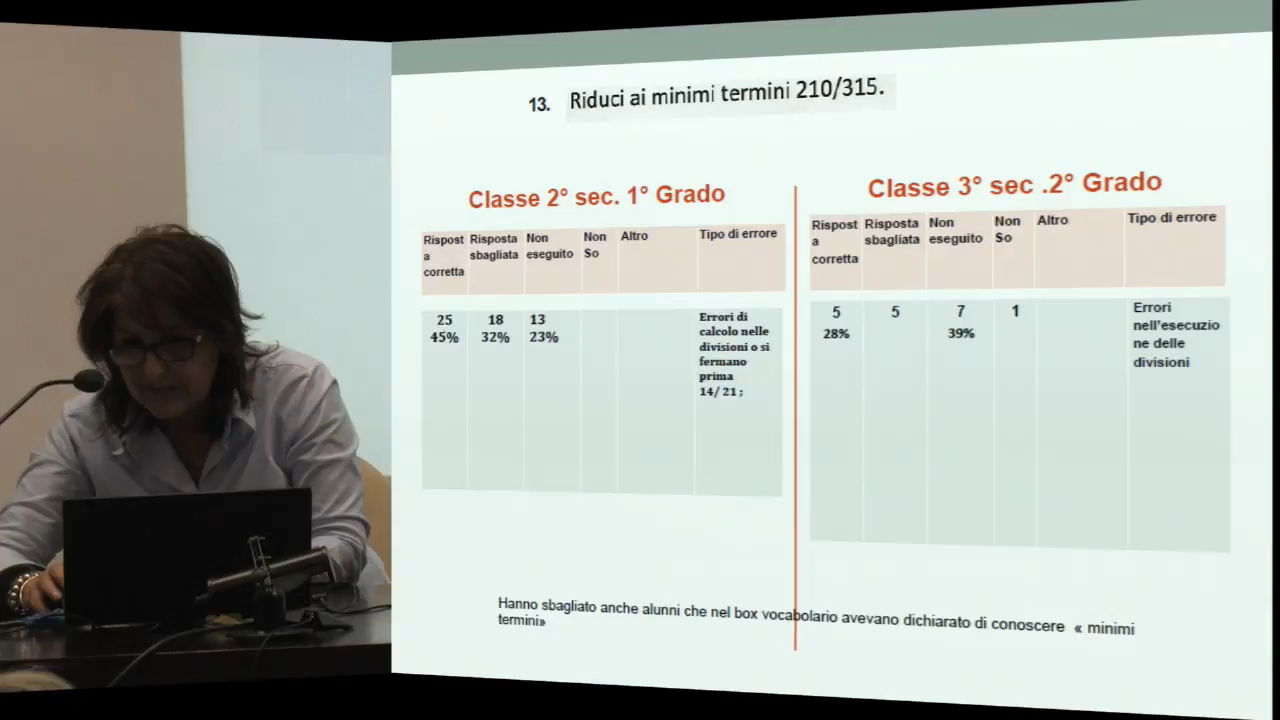 13. Riduci ai minimi termini 210/315.
Classe 2° sec. 1° Grado
Rispost Risposta Non Non Altro Tipo di errore
a sbagliata eseguito So
corretta
25 18 13 Errori di
45% 32% 23% calcolo nelle
divisioni o si
fermano
prima
14/ 21 ;
Classe 3° sec .2° Grado
Rispost Risposta Non Non Altro Tipo di errore
a sbagliata eseguito So
corretta
5 5 7 1 Errori
28% 39% nell'esecuzio
ne delle
divisioni
Hanno sbagliato anche alunni che nel box vocabolario avevano dichiarato di conoscere « minimi
termini»